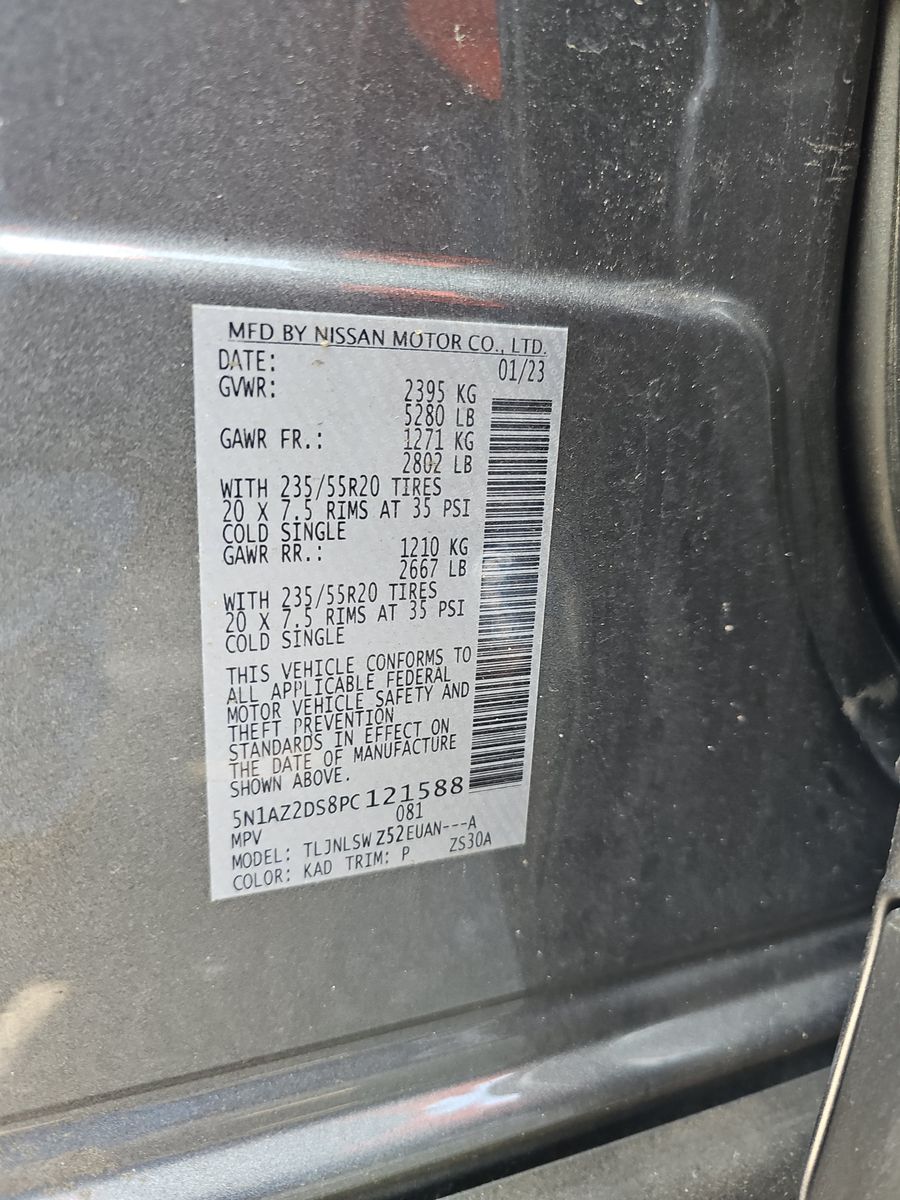 MFD BY NISSAN MOTOR CO., LTD.
DATE: 01/23
GVWR: 2395 KG
5280 LB
GAWR FR.: 1271 KG
2802 LB
WITH 235/55R20 TIRES
20 X 7.5 RIMS AT 35 PSI
COLD SINGLE
GAWR RR.: 1210 KG
2667 LB
WITH 235/55R20 TIRES
20 X 7.5 RIMS AT 35 PSI
COLD SINGLE
THIS VEHICLE CONFORMS TO
ALL APPLICABLE FEDERAL
MOTOR VEHICLE SAFETY AND
THEFT PREVENTION
STANDARDS IN EFFECT ON
THE DATE OF MANUFACTURE
SHOWN ABOVE.
5N1AZ2DS8PC121588
MPV 081
MODEL: TLJNLSW Z52EUAN---A
COLOR: KAD TRIM: P ZS30A